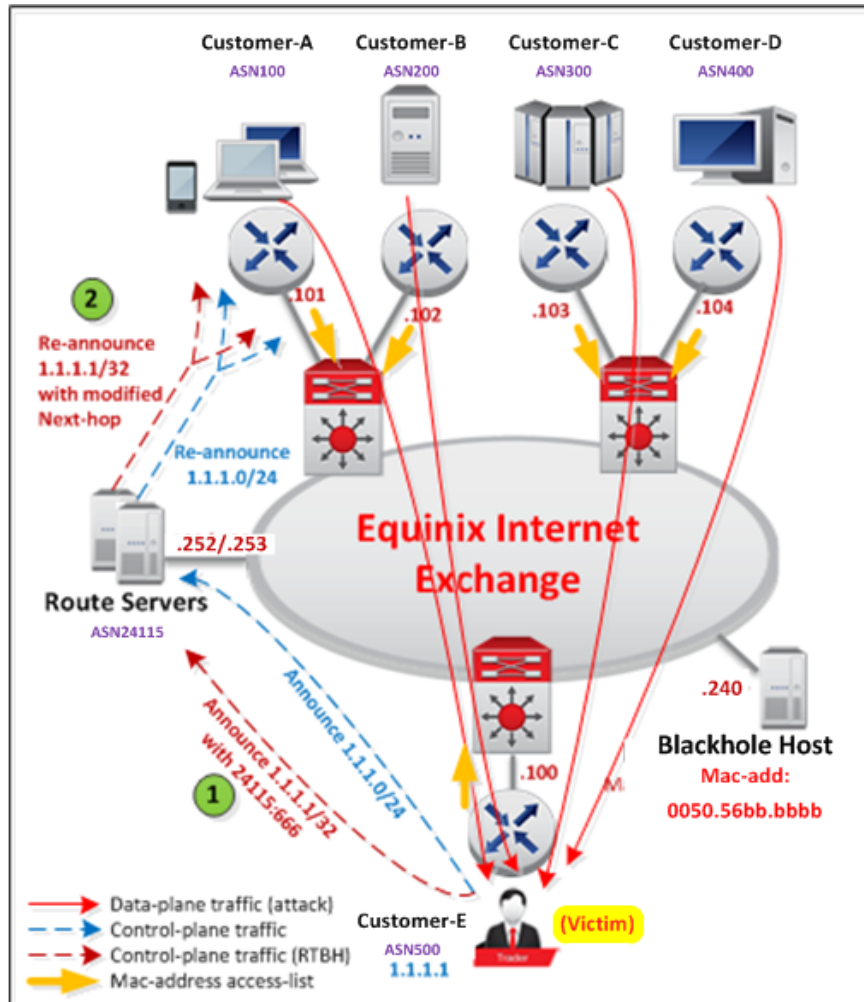 Customer-A
ASN100
Customer-B
ASN200
Customer-C
ASN300
Customer-D
ASN400
2
.101
.102
.103
.104
Re-announce
1.1.1.1/32
with modified
Next-hop
Re-announce
1.1.1.0/24
Equinix Internet
Exchange
.252/.253
Route Servers
ASN24115
Announce 1.1.1.0/24
Announce 1.1.1.1/32
with 24115:666
1
.240
Blackhole Host
Mac-add:
0050.56bb.bbbb
.100
Data-plane traffic (attack)
Control-plane traffic
Control-plane traffic (RTBH)
Mac-address access-list
Customer-E
ASN500
1.1.1.1
Trader
(Victim)